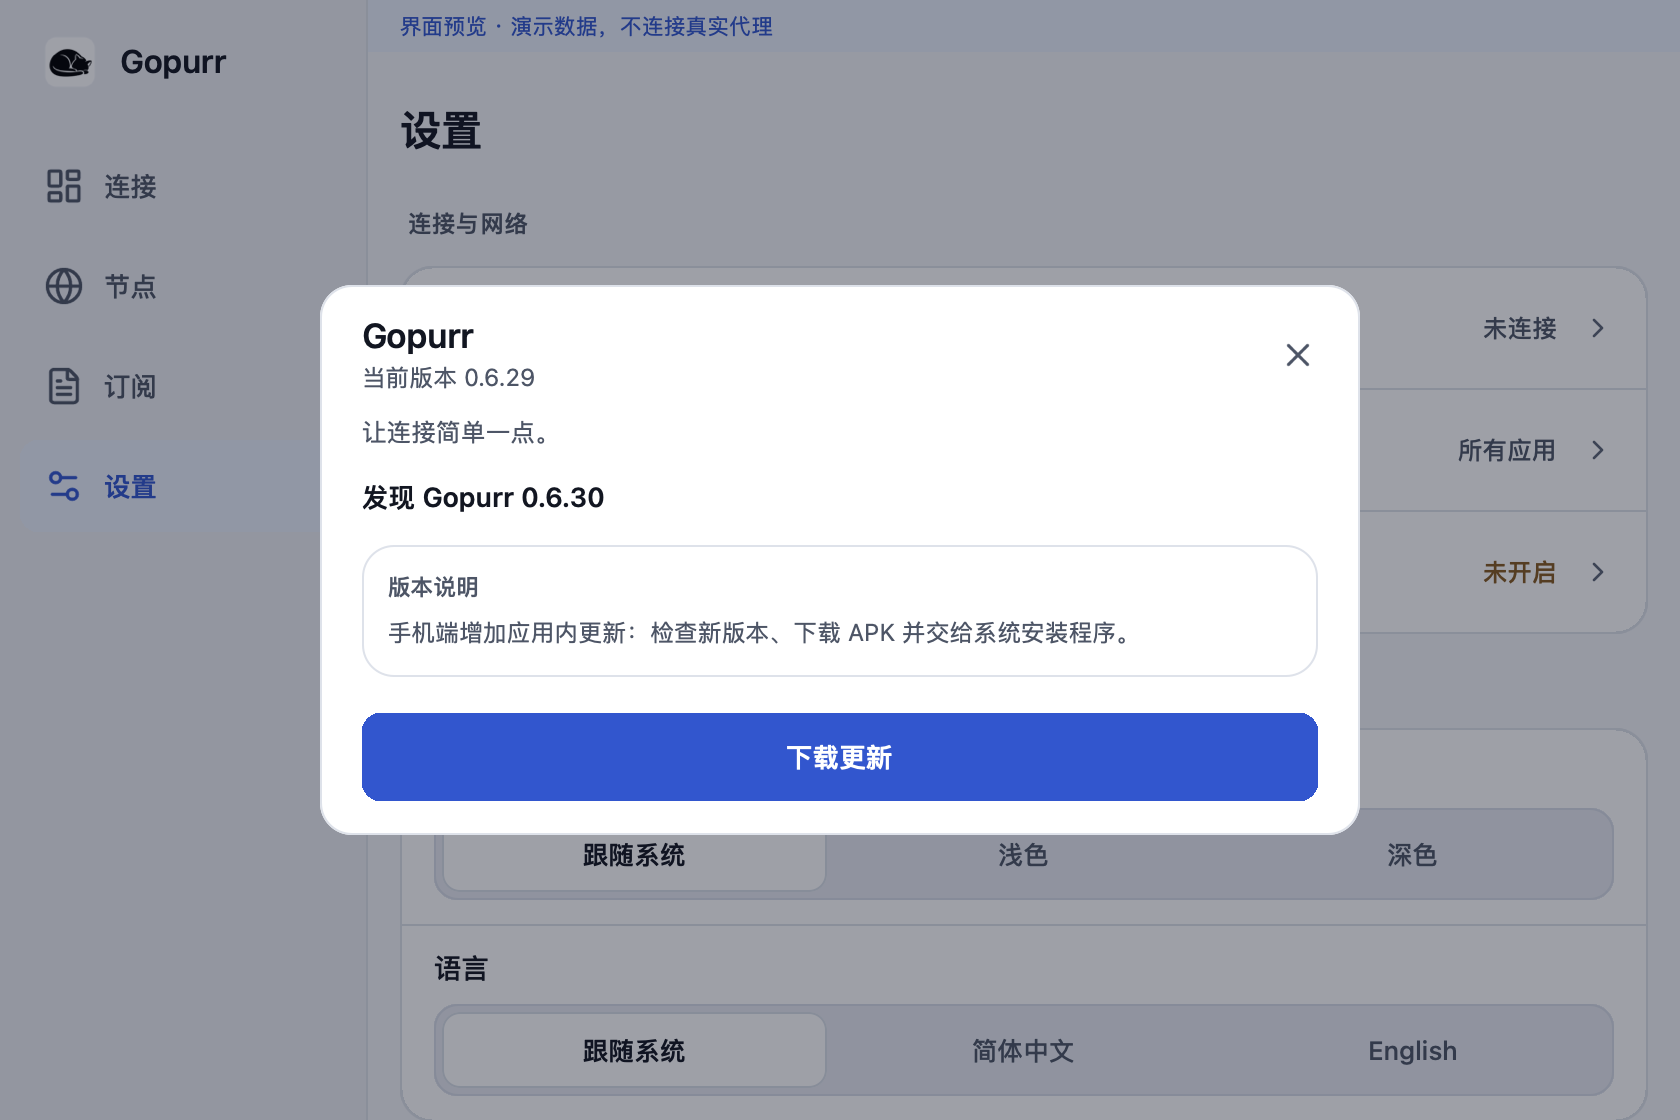 Gopurr
连接
节点
订阅
设置
界面预览 · 演示数据，不连接真实代理
设置
连接与网络
未连接
所有应用
未开启
Gopurr
当前版本 0.6.29
让连接简单一点。
发现 Gopurr 0.6.30
版本说明
手机端增加应用内更新：检查新版本、下载 APK 并交给系统安装程序。
下载更新
跟随系统 浅色 深色
语言
跟随系统 简体中文 English